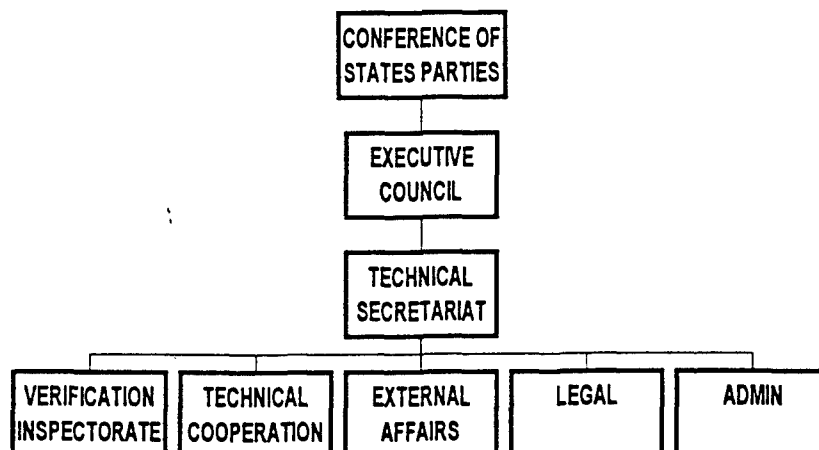 CONFERENCE OF
STATES PARTIES
EXECUTIVE
COUNCIL
TECHNICAL
SECRETARIAT
VERIFICATION
INSPECTORATE
TECHNICAL
COOPERATION
EXTERNAL
AFFAIRS
LEGAL
ADMIN